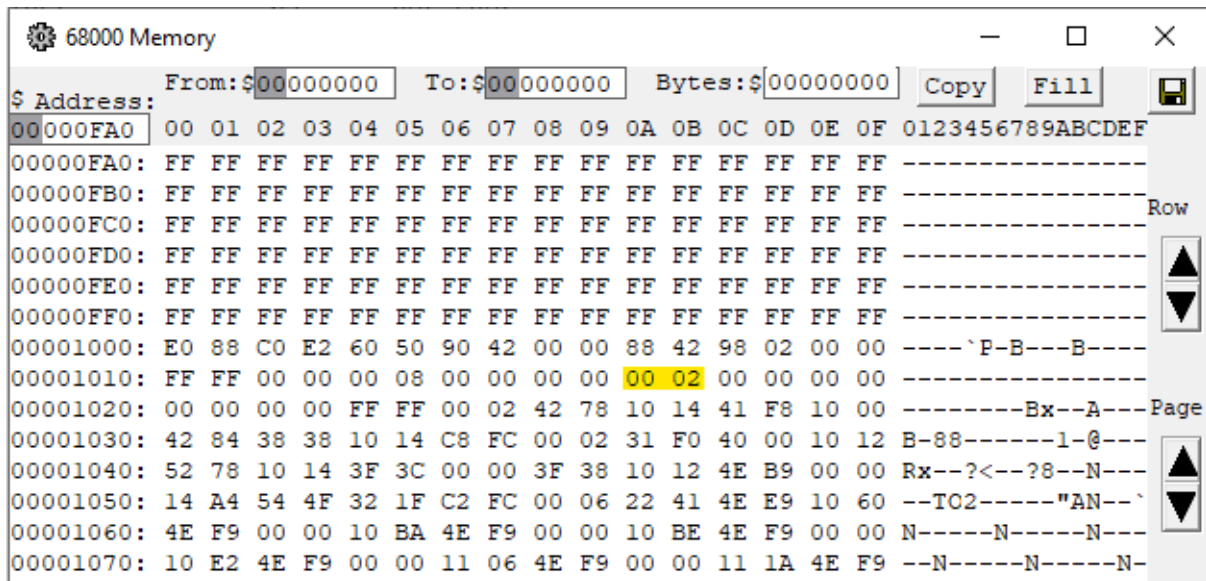 68000 Memory
From:$00000000 To:$00000000 Bytes:$00000000 Copy Fill
$ Address:
00000FA0 00 01 02 03 04 05 06 07 08 09 0A 0B 0C 0D 0E 0F 0123456789ABCDEF
00000FA0: FF FF FF FF FF FF FF FF FF FF FF FF FF FF FF FF ----------------
00000FB0: FF FF FF FF FF FF FF FF FF FF FF FF FF FF FF FF ----------------
00000FC0: FF FF FF FF FF FF FF FF FF FF FF FF FF FF FF FF ----------------
Row
00000FD0: FF FF FF FF FF FF FF FF FF FF FF FF FF FF FF FF ----------------
00000FE0: FF FF FF FF FF FF FF FF FF FF FF FF FF FF FF FF ----------------
00000FF0: FF FF FF FF FF FF FF FF FF FF FF FF FF FF FF FF ----------------
00001000: E0 88 C0 E2 60 50 90 42 00 00 88 42 98 02 00 00 ----`P-B---B----
00001010: FF FF 00 00 00 08 00 00 00 00 00 02 00 00 00 00 ----------------
00001020: 00 00 00 00 FF FF 00 02 42 78 10 14 41 F8 10 00 --------Bx--A---
Page
00001030: 42 84 38 38 10 14 C8 FC 00 02 31 F0 40 00 10 12 B-88------1-@---
00001040: 52 78 10 14 3F 3C 00 00 3F 38 10 12 4E B9 00 00 Rx--?<--?8--N---
00001050: 14 A4 54 4F 32 1F C2 FC 00 06 22 41 4E E9 10 60 --TO2-----"AN--`
00001060: 4E F9 00 00 10 BA 4E F9 00 00 10 BE 4E F9 00 00 N-----N-----N---
00001070: 10 E2 4E F9 00 00 11 06 4E F9 00 00 11 1A 4E F9 --N-----N-----N-